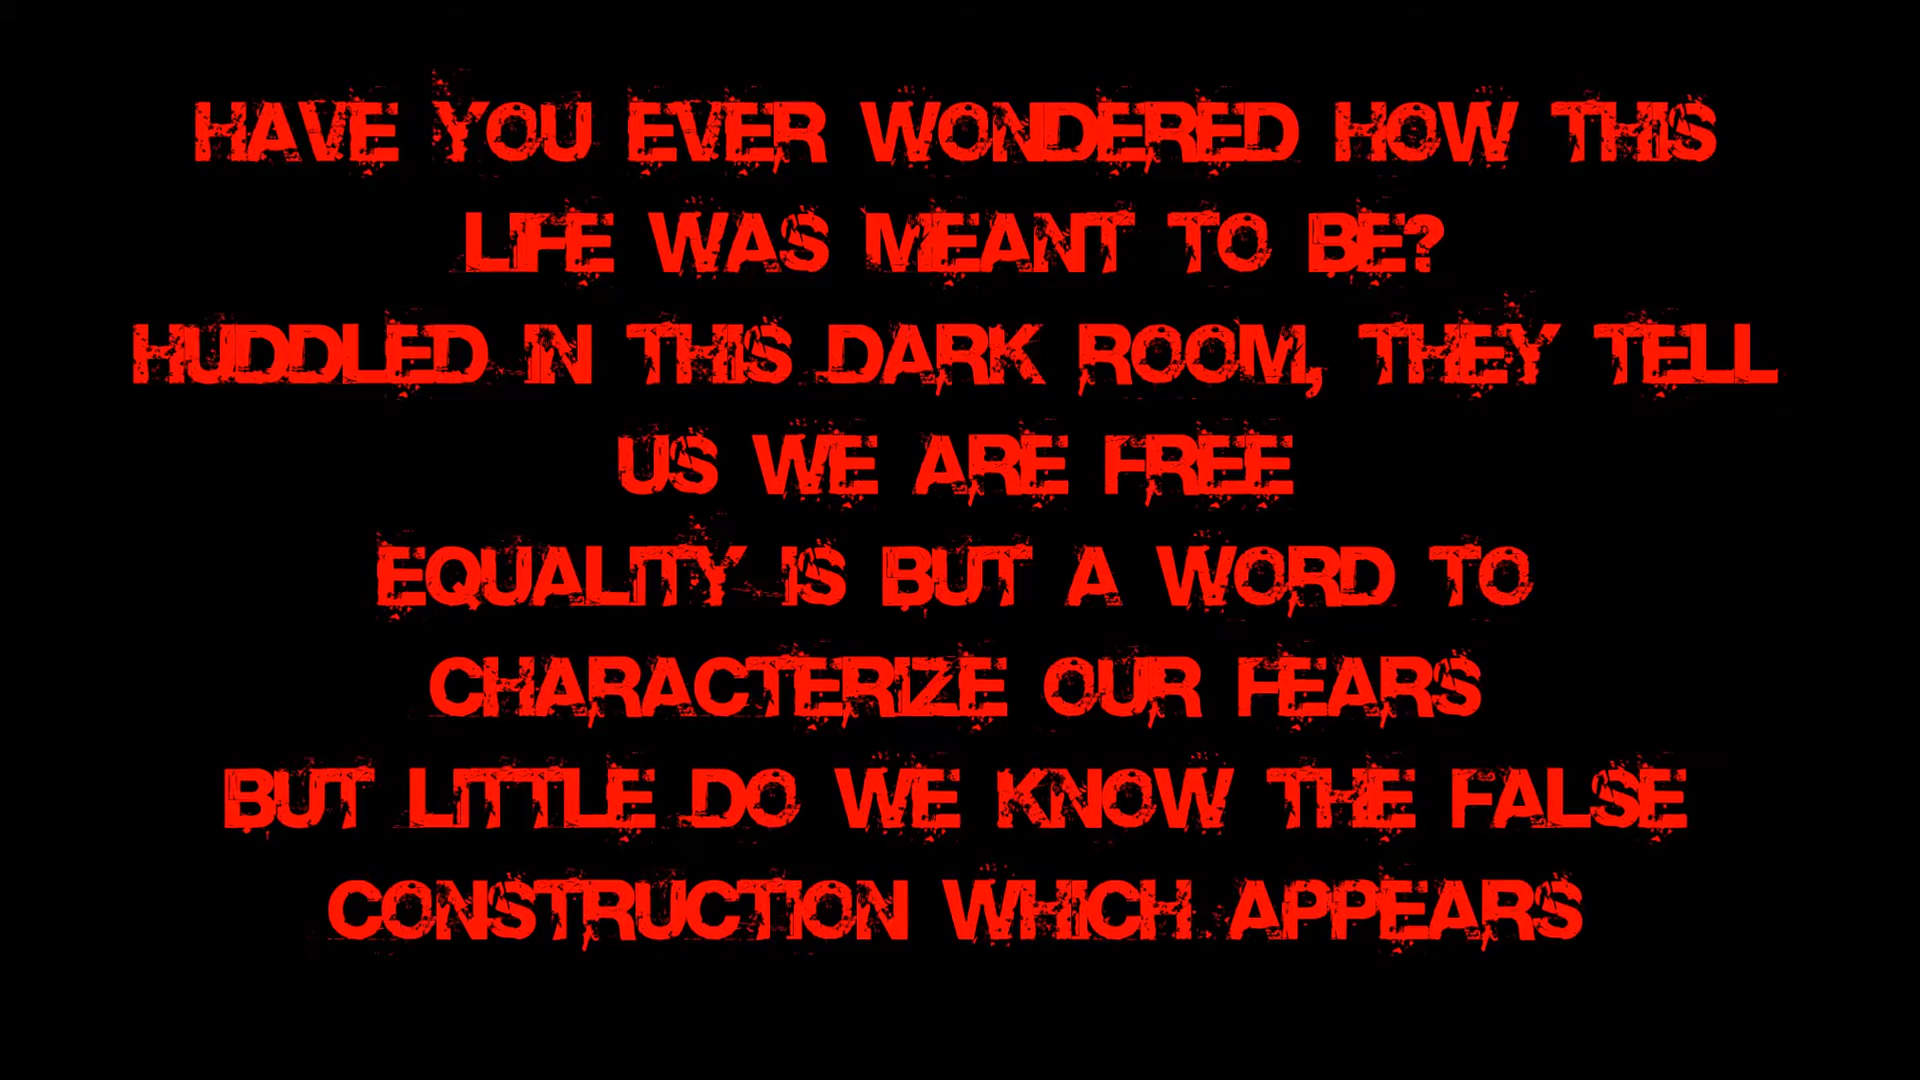 HAVE YOU EVER WONDERED HOW THIS
LIFE WAS MEANT TO BE?
HUDDLED IN THIS DARK ROOM, THEY TELL
US WE ARE FREE
EQUALITY IS BUT A WORD TO
CHARACTERIZE OUR FEARS
BUT LITTLE DO WE KNOW THE FALSE
CONSTRUCTION WHICH APPEARS